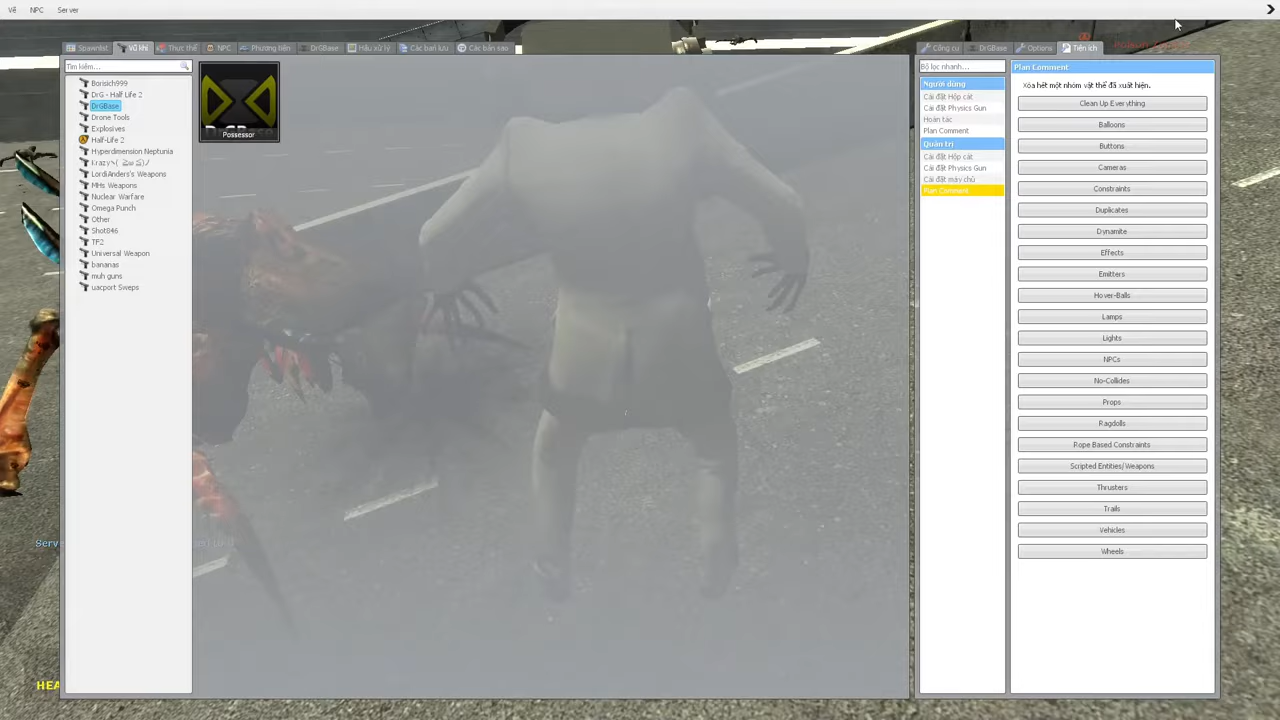 Vẽ NPC Server
Spawnlist Vũ khí Thực thể NPC Phương tiện DrGBase Hậu xử lý Các bản lưu Các bản sao
Công cụ DrGBase Options Tiện ích
Tìm kiếm...
Borisich999
DrG - Half Life 2
DrGBase
Drone Tools
Explosives
Half-Life 2
Hyperdimension Neptunia
LordiAnders's Weapons
MHs Weapons
Nuclear Warfare
Omega Punch
Other
Shot846
TF2
Universal Weapon
bananas
muh guns
uacport Sweps
DrGBase
Possessor
Bộ lọc nhanh...
Người dùng
Cài đặt Hộp cát
Cài đặt Physics Gun
Hoàn tác
Plan Comment
Quản trị
Cài đặt Hộp cát
Cài đặt Physics Gun
Cài đặt máy chủ
Plan Comment
Plan Comment
Xóa hết một nhóm vật thể đã xuất hiện.
Clean Up Everything
Balloons
Buttons
Cameras
Constraints
Duplicates
Dynamite
Effects
Emitters
Hover-Balls
Lamps
Lights
NPCs
No-Collides
Props
Ragdolls
Rope Based Constraints
Scripted Entities/Weapons
Thrusters
Trails
Vehicles
Wheels
Serve
HEA